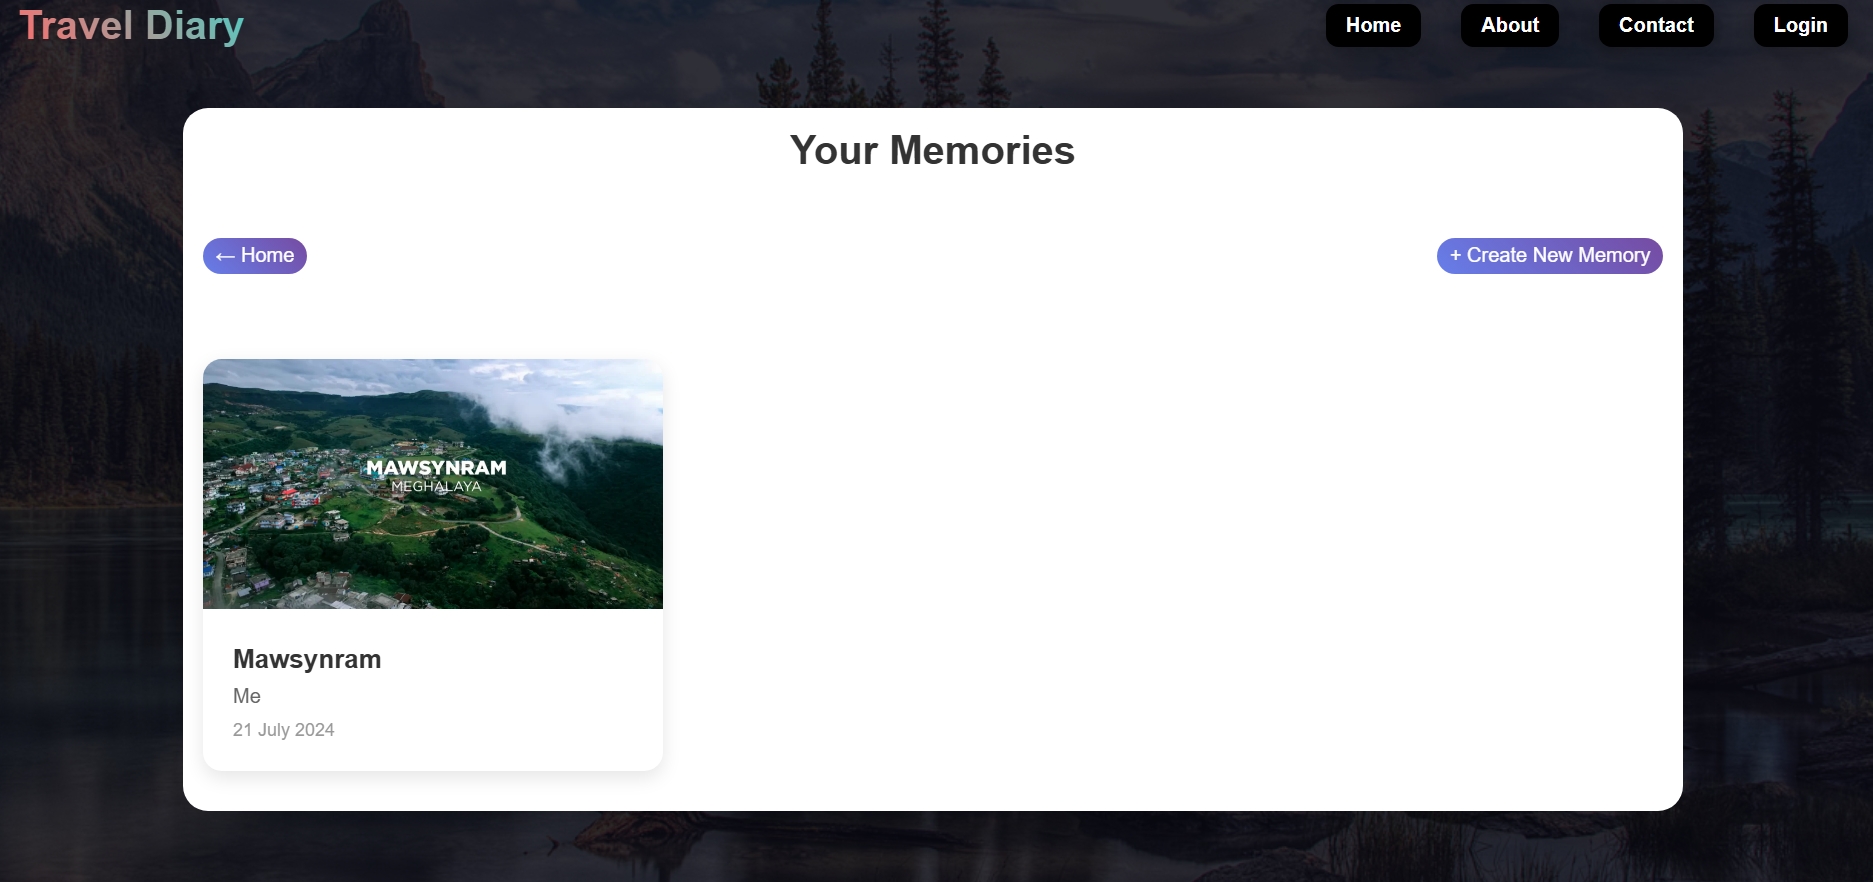 Travel Diary
Home
About
Contact
Login
Your Memories
← Home
+ Create New Memory
MAWSYNRAM
MEGHALAYA
Mawsynram
Me
21 July 2024